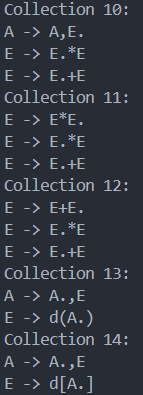 Collection 10:
A -> A,E.
E -> E.*E
E -> E.+E
Collection 11:
E -> E*E.
E -> E.*E
E -> E.+E
Collection 12:
E -> E+E.
E -> E.*E
E -> E.+E
Collection 13:
A -> A.,E
E -> d(A.)
Collection 14:
A -> A.,E
E -> d[A.]